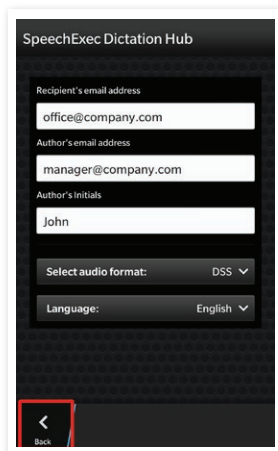 SpeechExec Dictation Hub
Recipient's email address
office@company.com
Author's email address
manager@company.com
Author's Initials
John
Select audio format: DSS
Language: English
Back